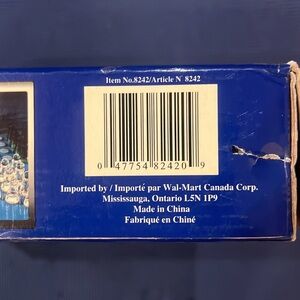 Item No.8242/Article N 8242
0 47754 82420 9
Imported by / Importé par Wal-Mart Canada Corp.
Mississauga, Ontario L5N 1P9
Made in China
Fabriqué en Chiné